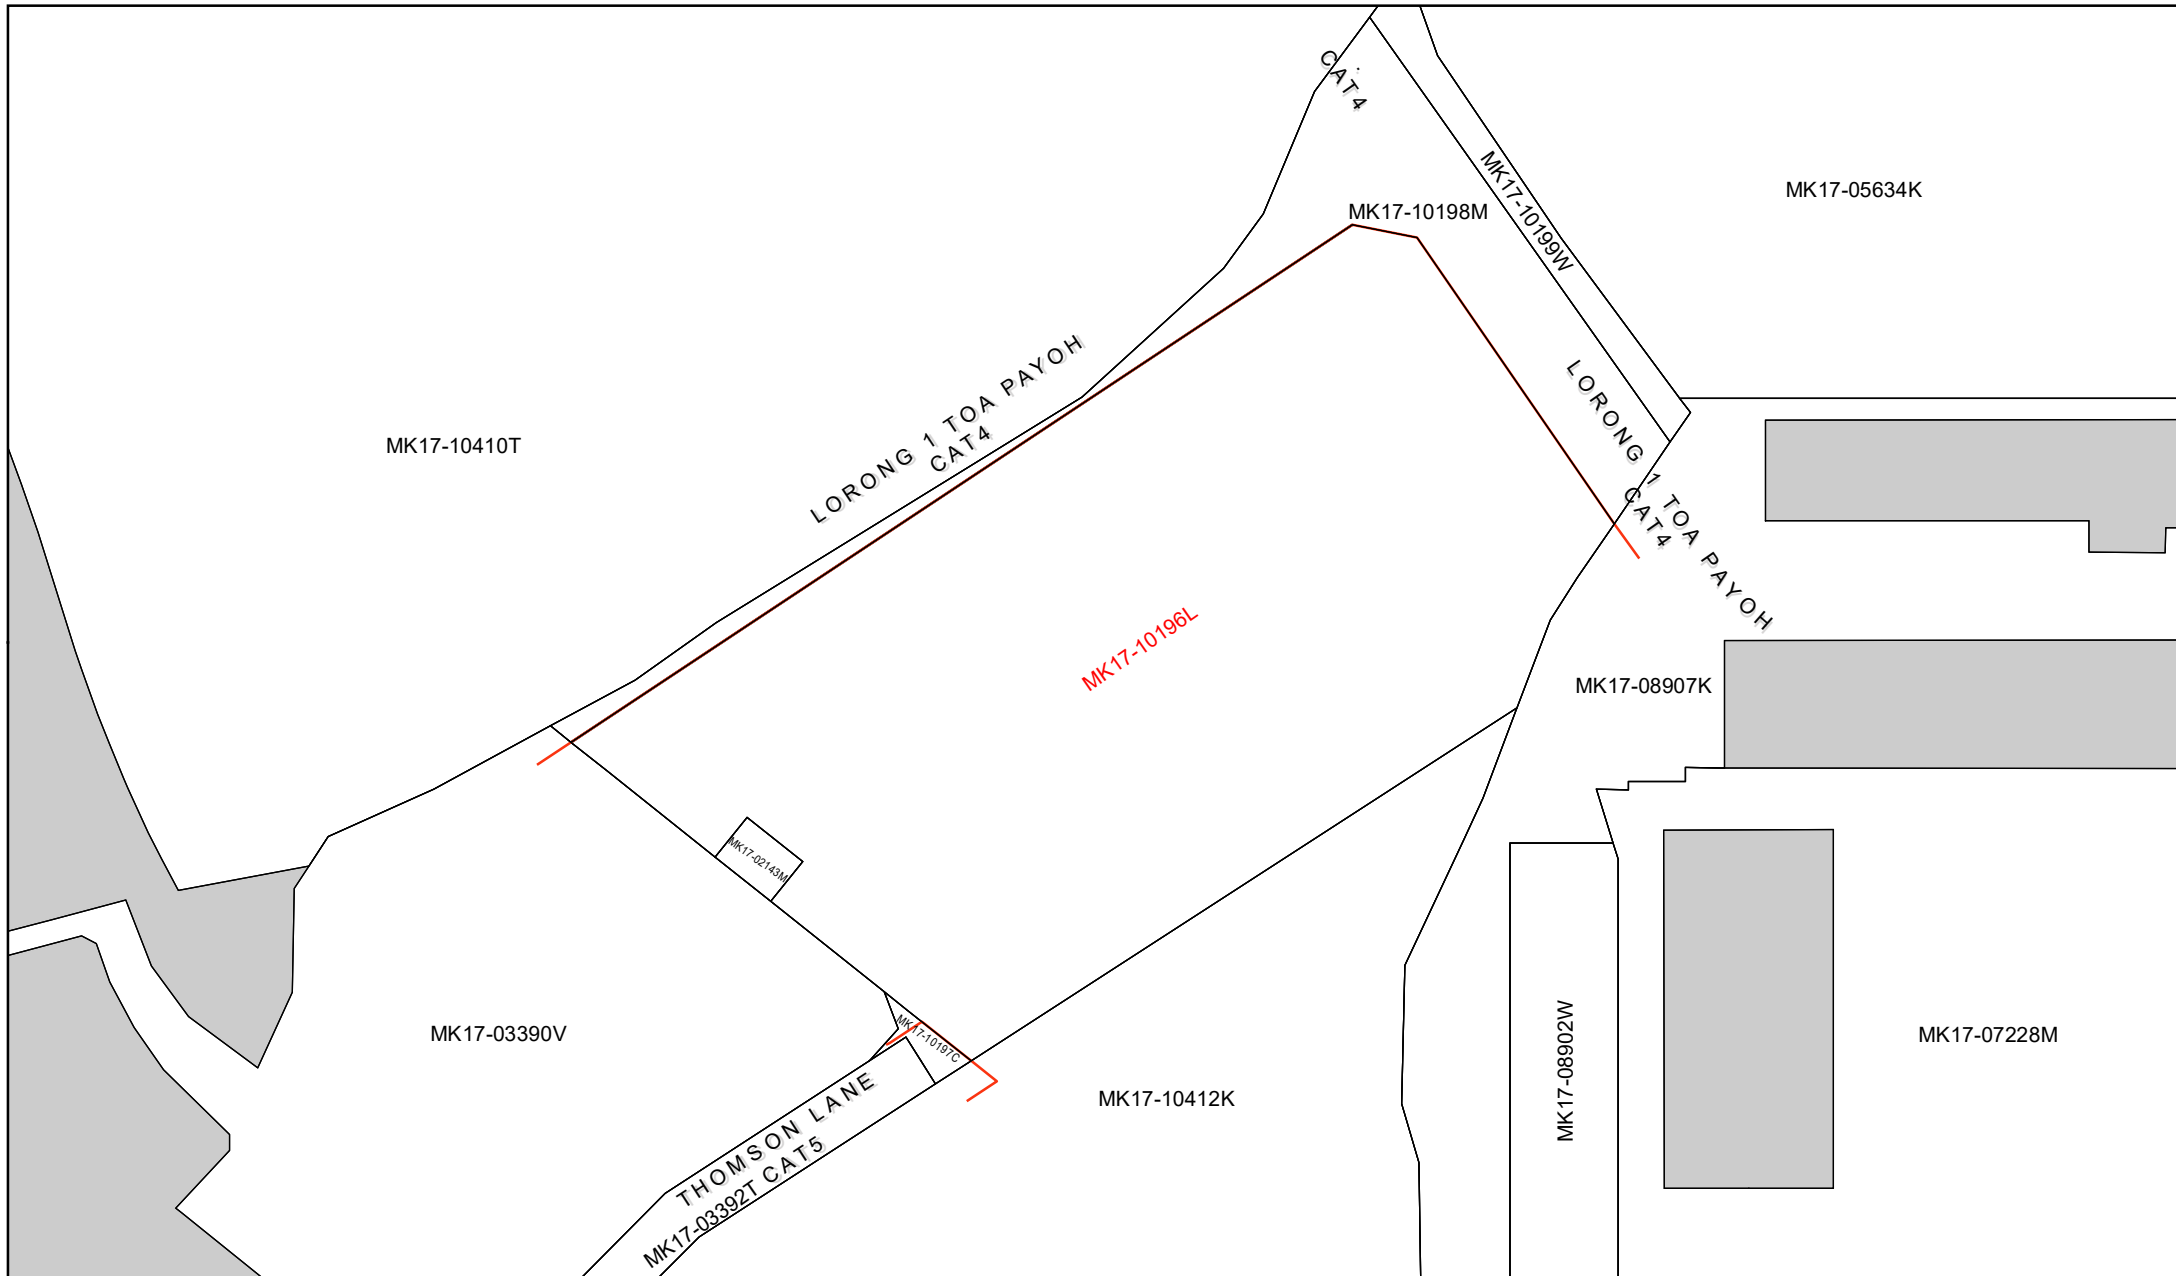 CAT4
MK17-10198M
MK17-10199W
MK17-05634K
LORONG 1 TOA PAYOH
CAT4
MK17-10410T
LORONG 1 TOA PAYOH
CAT4
MK17-10196L
MK17-08907K
MK17-02143M
MK17-03390V
MK17-10197C
MK17-10412K
MK17-08902W
MK17-07228M
THOMSON LANE
MK17-03392T CAT5